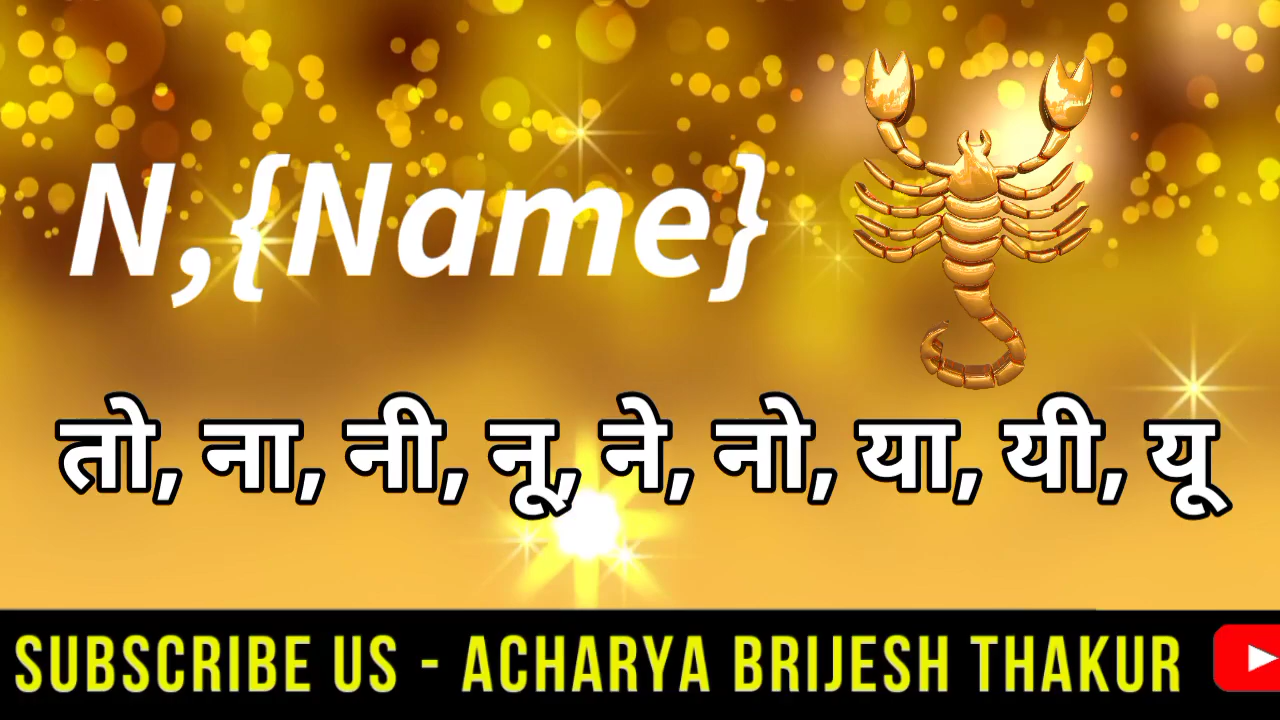 N,{Name}
तो, ना, नी, नू, ने, नो, या, यी, यू
SUBSCRIBE US - ACHARYA BRIJESH THAKUR